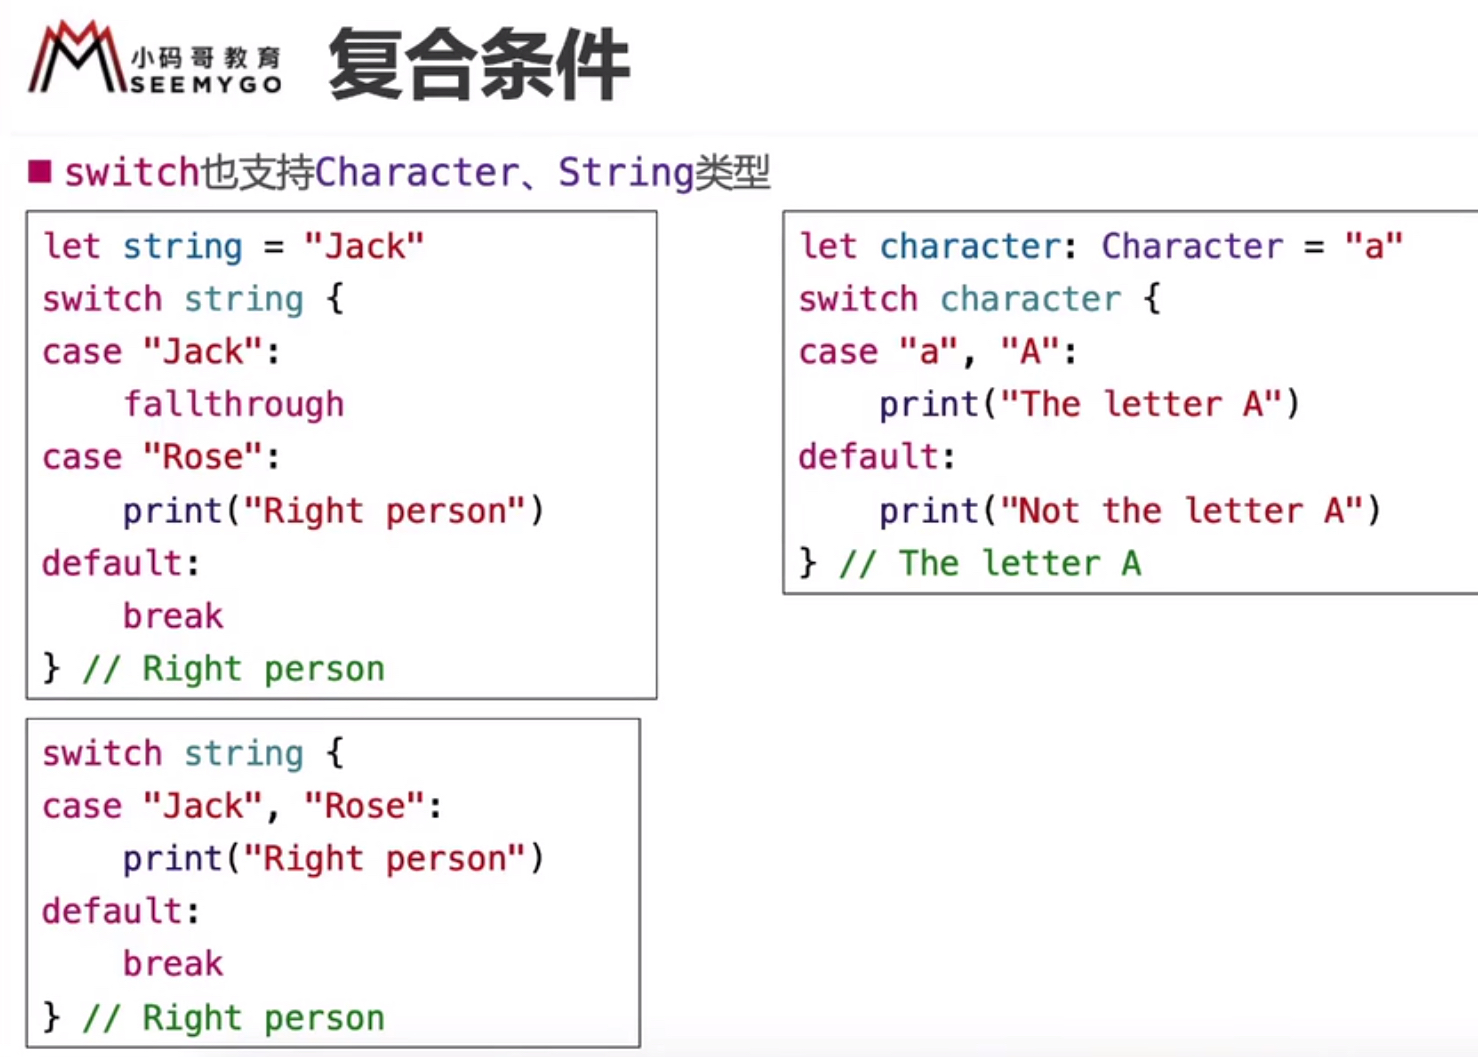 小码哥教育
SEEMYGO
复合条件
switch也支持Character、String类型
let string = "Jack"
switch string {
case "Jack":
    fallthrough
case "Rose":
    print("Right person")
default:
    break
} // Right person
switch string {
case "Jack", "Rose":
    print("Right person")
default:
    break
} // Right person
let character: Character = "a"
switch character {
case "a", "A":
    print("The letter A")
default:
    print("Not the letter A")
} // The letter A